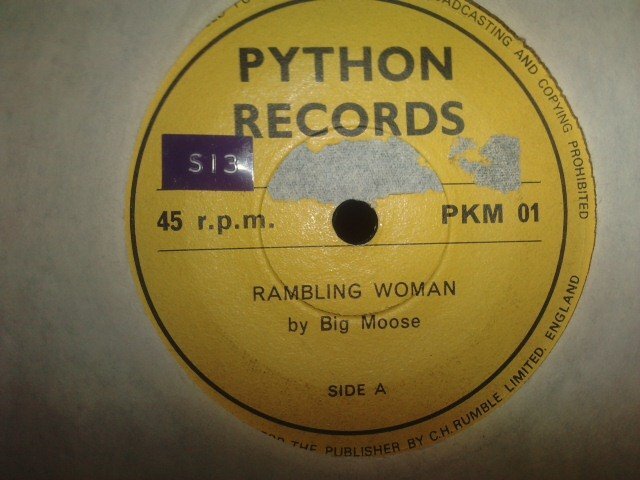 PYTHON
RECORDS
S13
45 r.p.m.
PKM 01
RAMBLING WOMAN
by Big Moose
SIDE A
BROADCASTING AND COPYING PROHIBITED
THE PUBLISHER BY C.H. RUMBLE LIMITED. ENGLAND